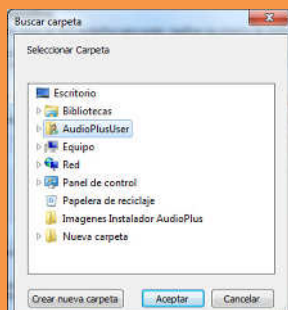 Buscar carpeta
Seleccionar Carpeta
Escritorio
Bibliotecas
AudioPlusUser
Equipo
Red
Panel de control
Papelera de reciclaje
Imagenes Instalador AudioPlus
Nueva carpeta
Crear nueva carpeta Aceptar Cancelar